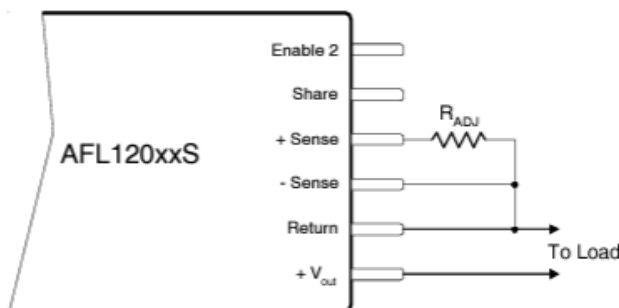 Enable 2
Share
R_ADJ
+ Sense
AFL120xxS
- Sense
Return
To Load
+ V_out